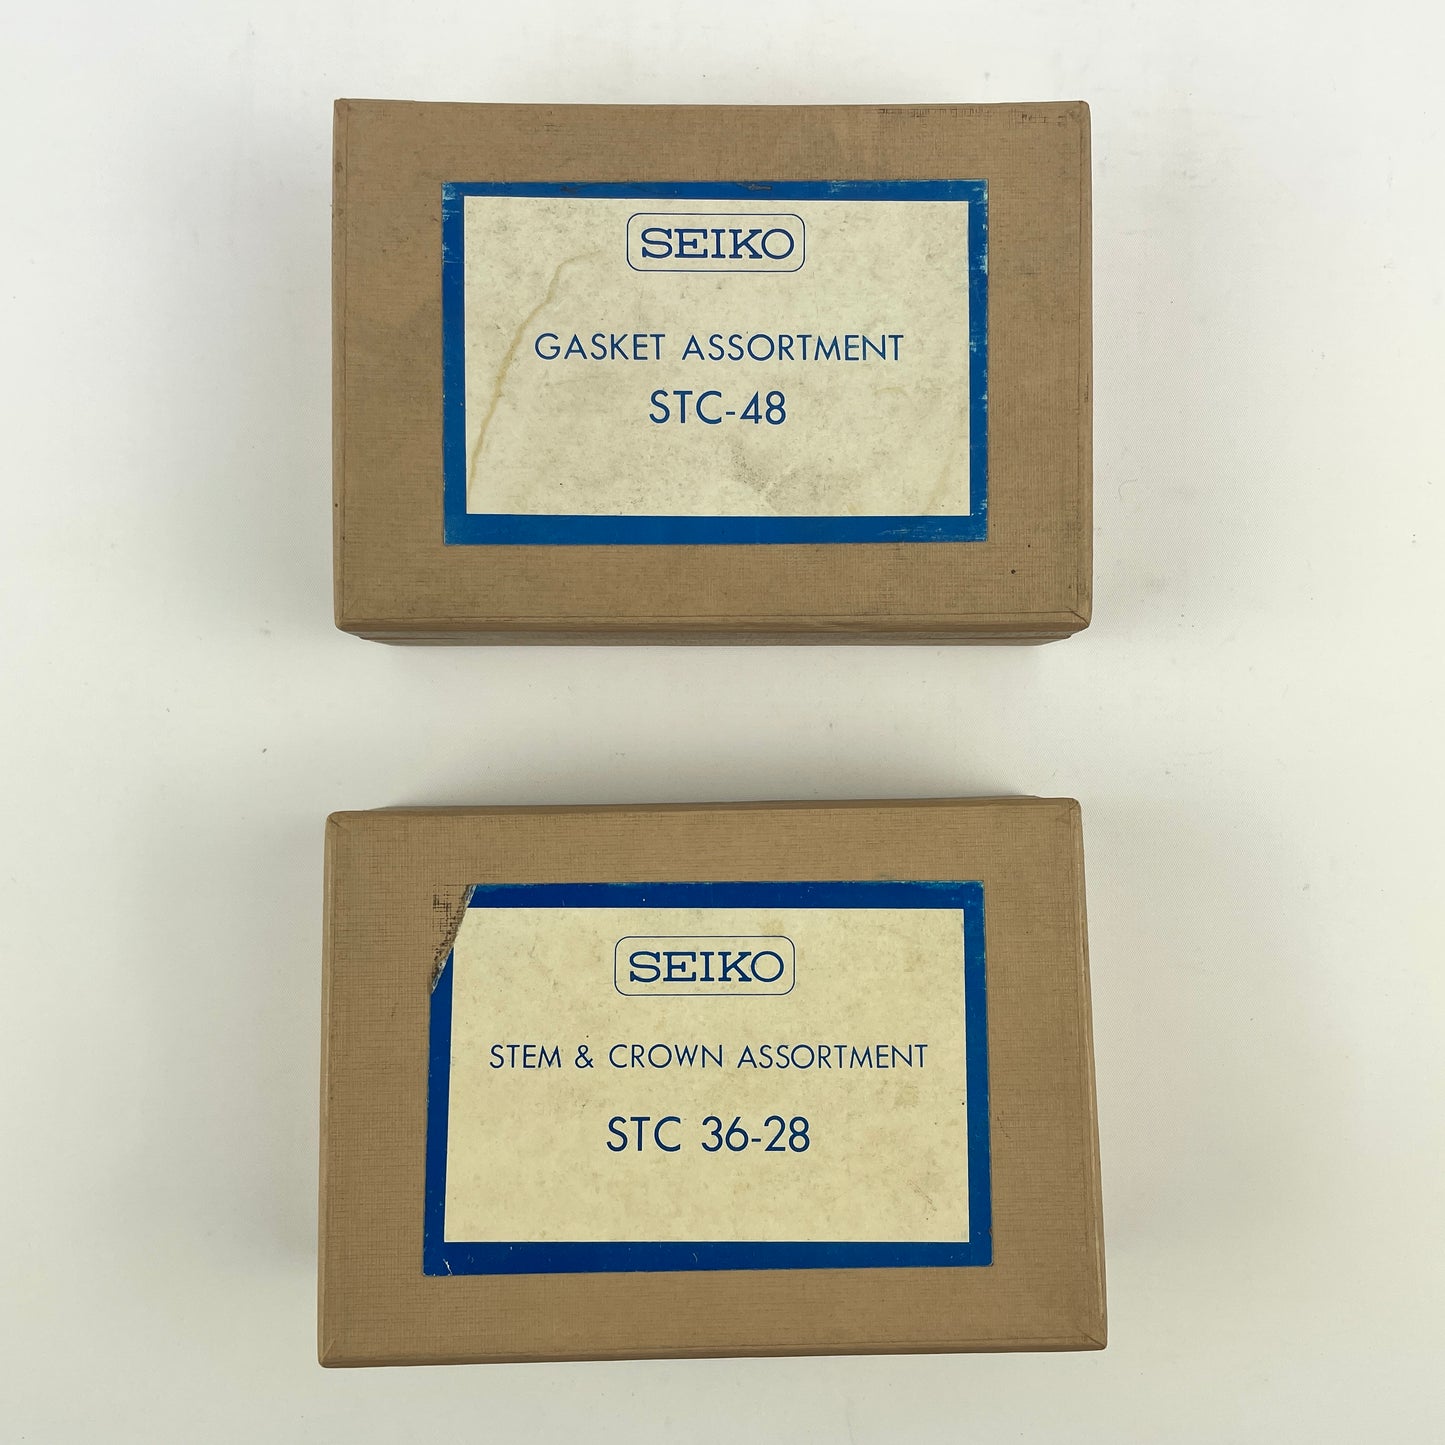 SEIKO
GASKET ASSORTMENT
STC-48
SEIKO
STEM & CROWN ASSORTMENT
STC 36-28